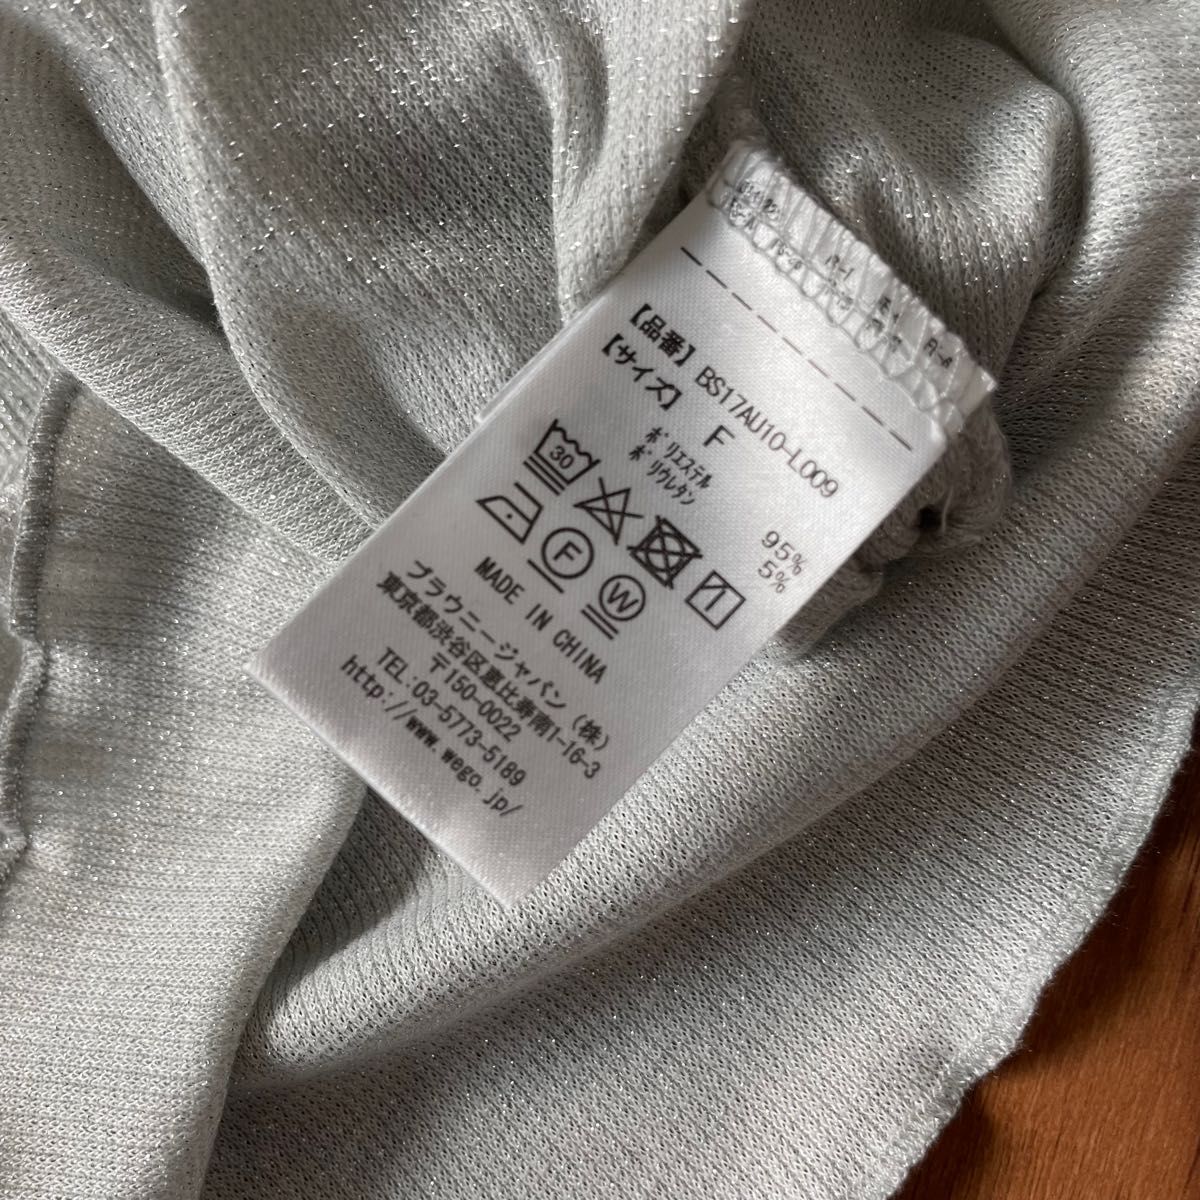 【品番】 BS17AU10-L009
【サイズ】 F
ポリエステル 95%
ポリウレタン 5%
30
F W
MADE IN CHINA
ブラウニージャパン（株）
東京都渋谷区恵比寿南1-16-3
〒150-0022
TEL:03-5773-5189
http://www.wego.jp/